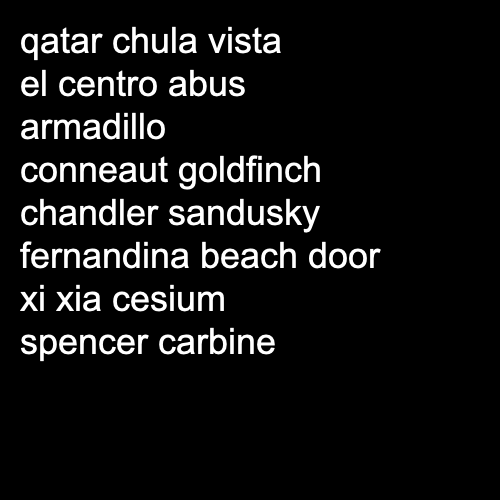 qatar chula vista
el centro abus
armadillo
conneaut goldfinch
chandler sandusky
fernandina beach door
xi xia cesium
spencer carbine